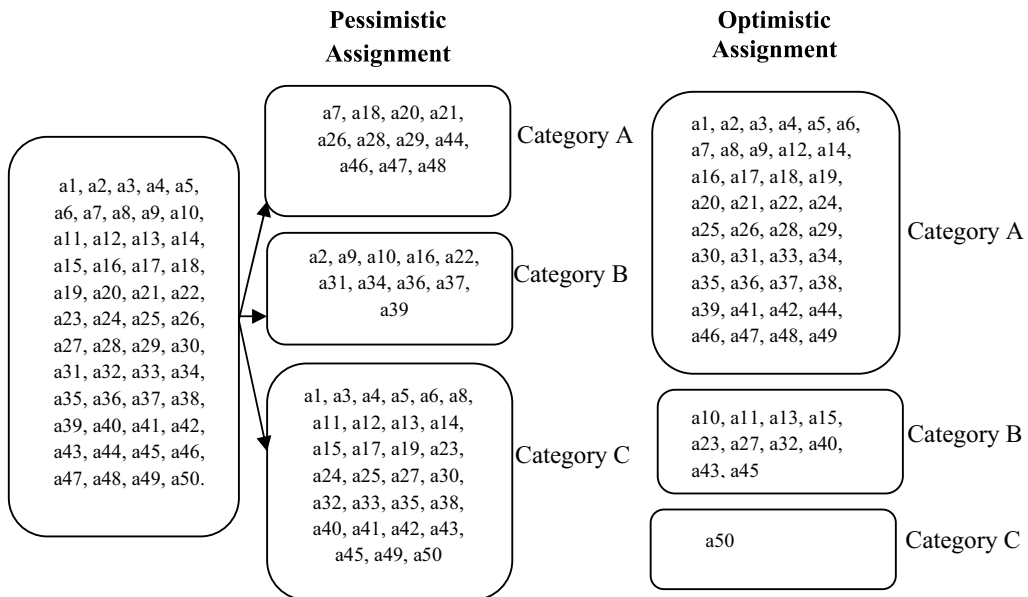 Pessimistic
Assignment
Optimistic
Assignment
a1, a2, a3, a4, a5,
a6, a7, a8, a9, a10,
a11, a12, a13, a14,
a15, a16, a17, a18,
a19, a20, a21, a22,
a23, a24, a25, a26,
a27, a28, a29, a30,
a31, a32, a33, a34,
a35, a36, a37, a38,
a39, a40, a41, a42,
a43, a44, a45, a46,
a47, a48, a49, a50.
a7, a18, a20, a21,
a26, a28, a29, a44,
a46, a47, a48
Category A
a2, a9, a10, a16, a22,
a31, a34, a36, a37,
a39
Category B
a1, a3, a4, a5, a6, a8,
a11, a12, a13, a14,
a15, a17, a19, a23,
a24, a25, a27, a30,
a32, a33, a35, a38,
a40, a41, a42, a43,
a45, a49, a50
Category C
a1, a2, a3, a4, a5, a6,
a7, a8, a9, a12, a14,
a16, a17, a18, a19,
a20, a21, a22, a24,
a25, a26, a28, a29,
a30, a31, a33, a34,
a35, a36, a37, a38,
a39, a41, a42, a44,
a46, a47, a48, a49
Category A
a10, a11, a13, a15,
a23, a27, a32, a40,
a43, a45
Category B
a50
Category C